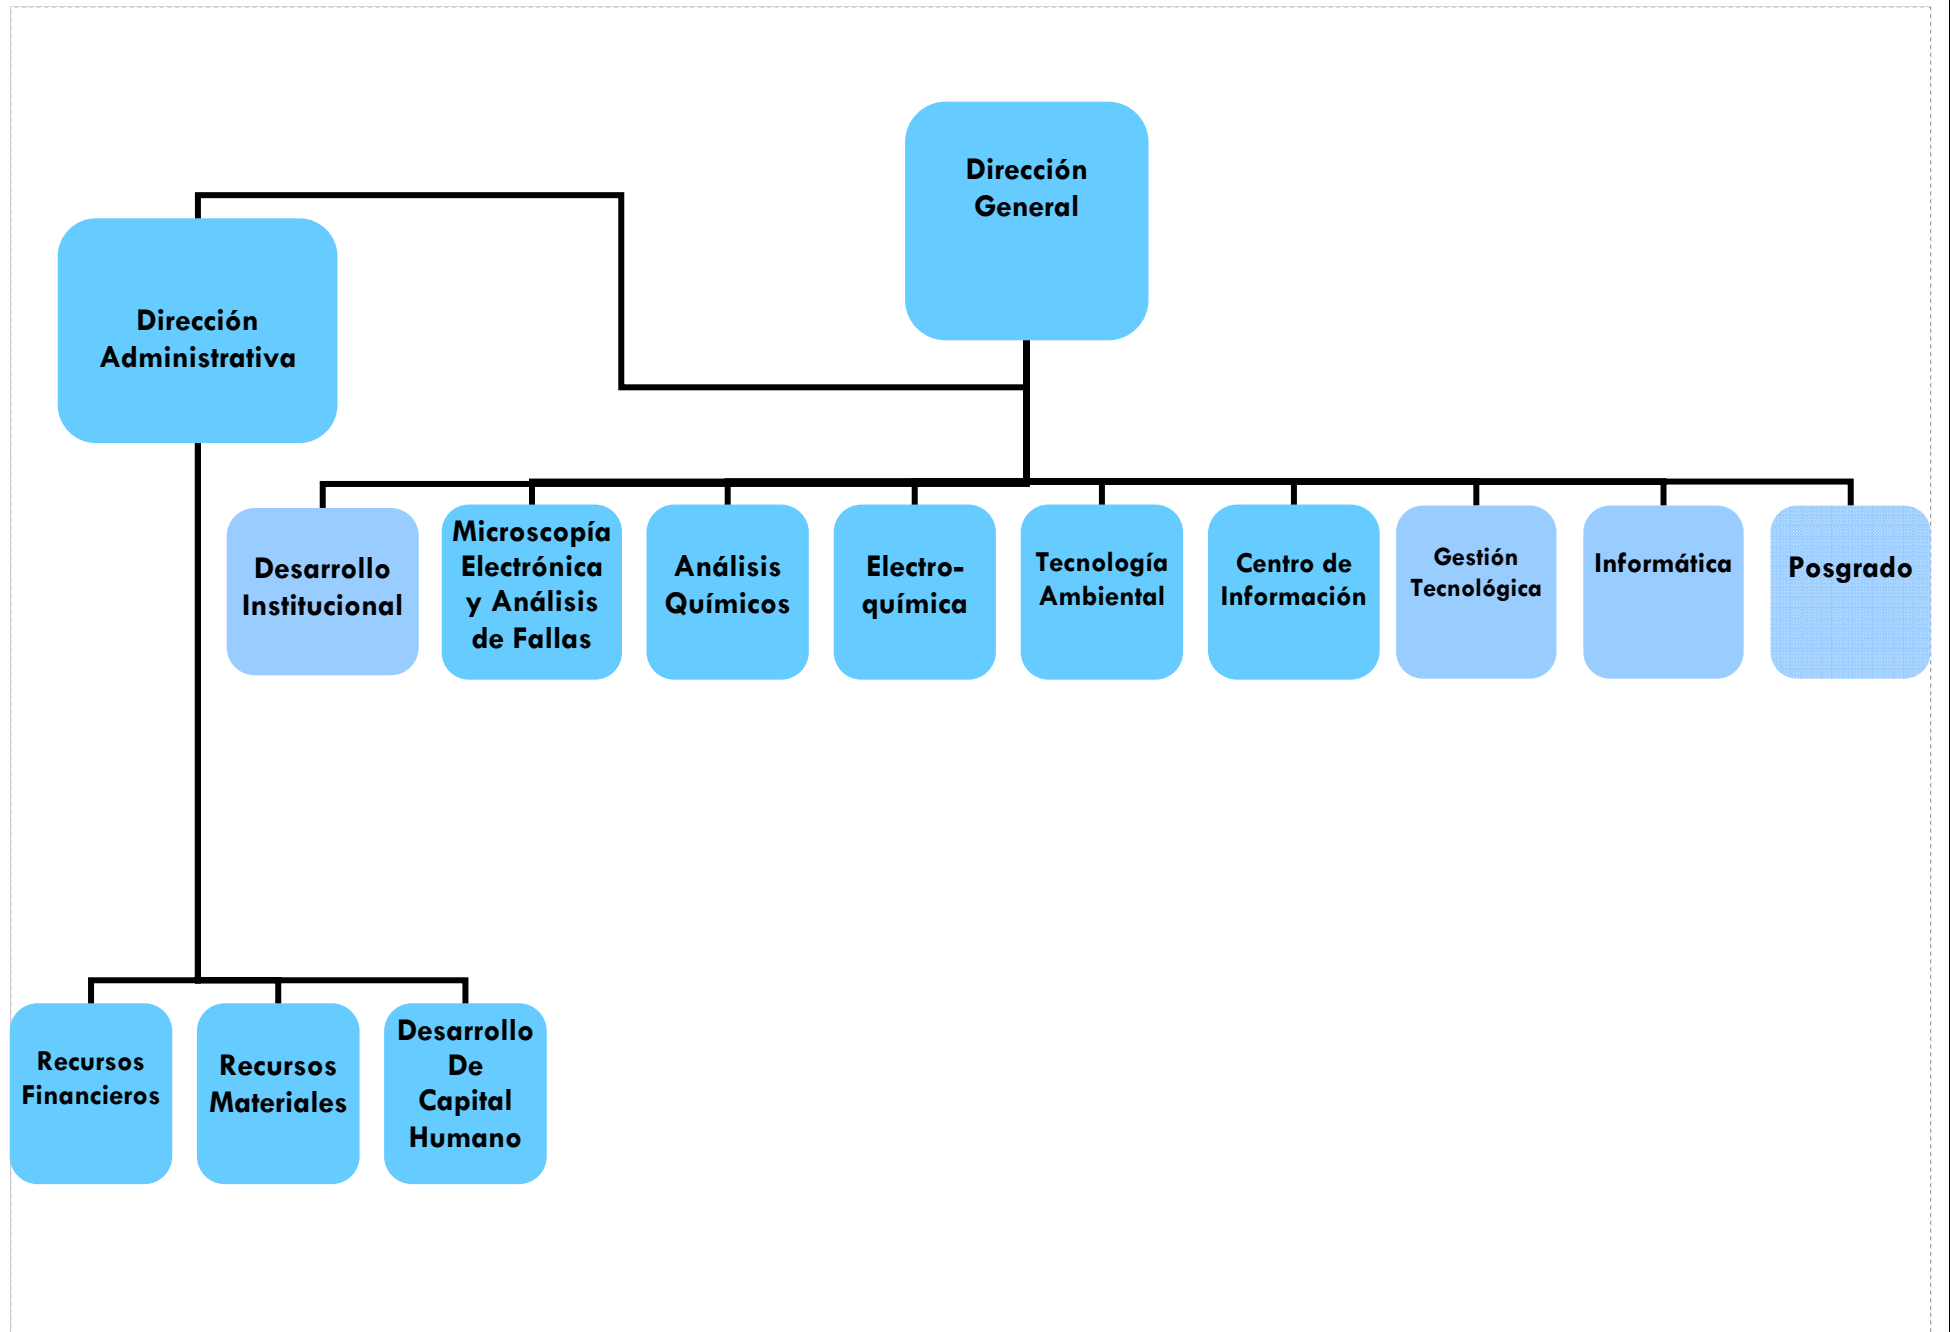 Dirección
General
Dirección
Administrativa
Desarrollo
Institucional
Microscopía
Electrónica
y Análisis
de Fallas
Análisis
Químicos
Electro-
química
Tecnología
Ambiental
Centro de
Información
Gestión
Tecnológica
Informática
Posgrado
Recursos
Financieros
Recursos
Materiales
Desarrollo
De
Capital
Humano